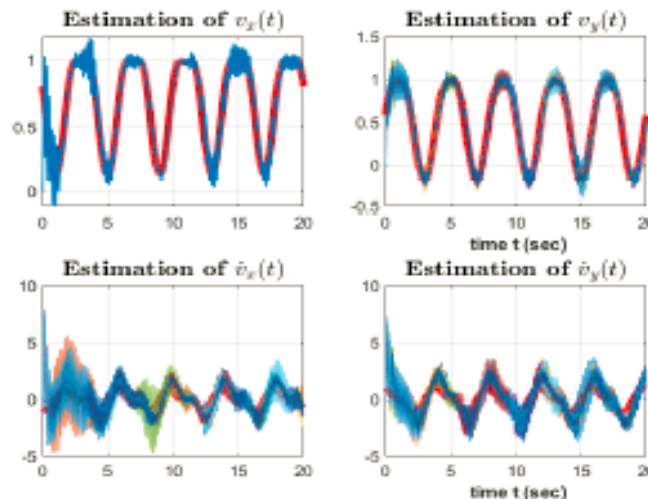 Estimation of v_x(t)
Estimation of v_y(t)
1
0.5
0
0 5 10 15 20
1.5
1
0.5
0
-0.5
0 5 10 15 20
time t (sec)
Estimation of v̇_x(t)
Estimation of v̇_y(t)
10
5
0
-5
0 5 10 15 20
10
5
0
-5
0 5 10 15 20
time t (sec)